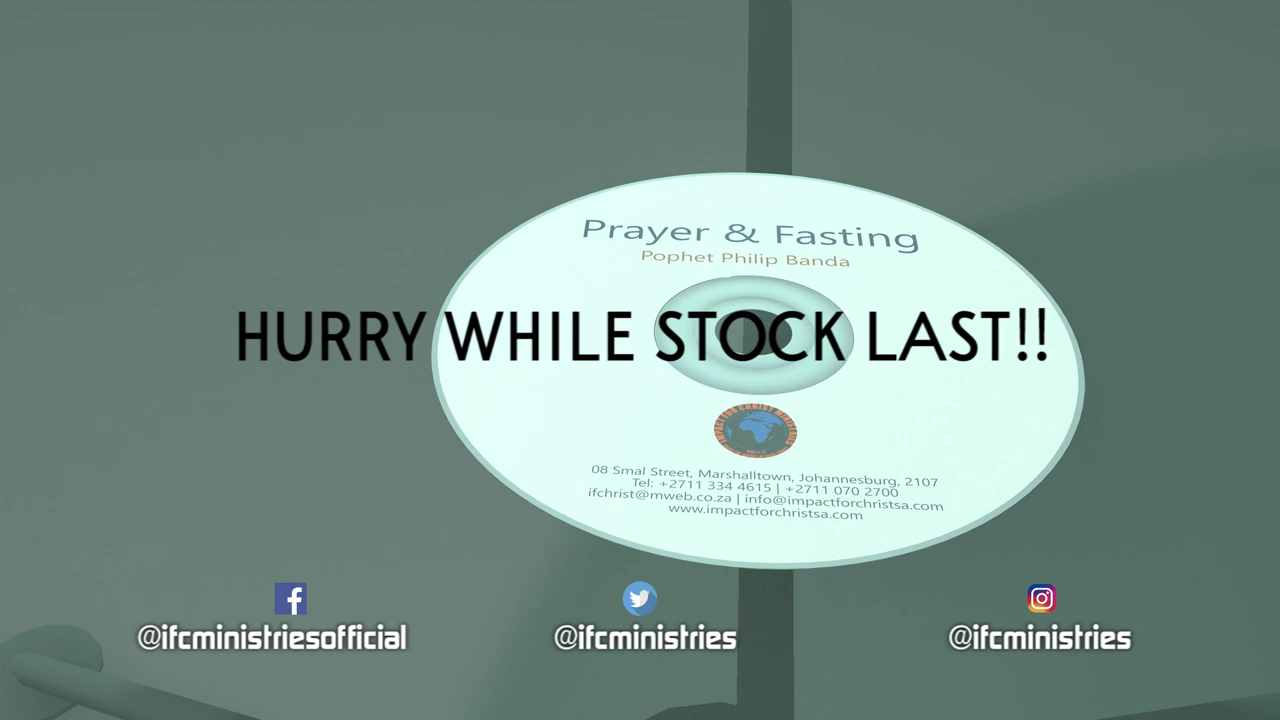 Prayer & Fasting
Pophet Philip Banda
HURRY WHILE STOCK LAST!!
08 Smal Street, Marshalltown, Johannesburg, 2107
Tel: +2711 334 4615 | +2711 070 2700
ifchrist@mweb.co.za | info@impactforchristsa.com
www.impactforchristsa.com
@ifcministriesofficial
@ifcministries
@ifcministries